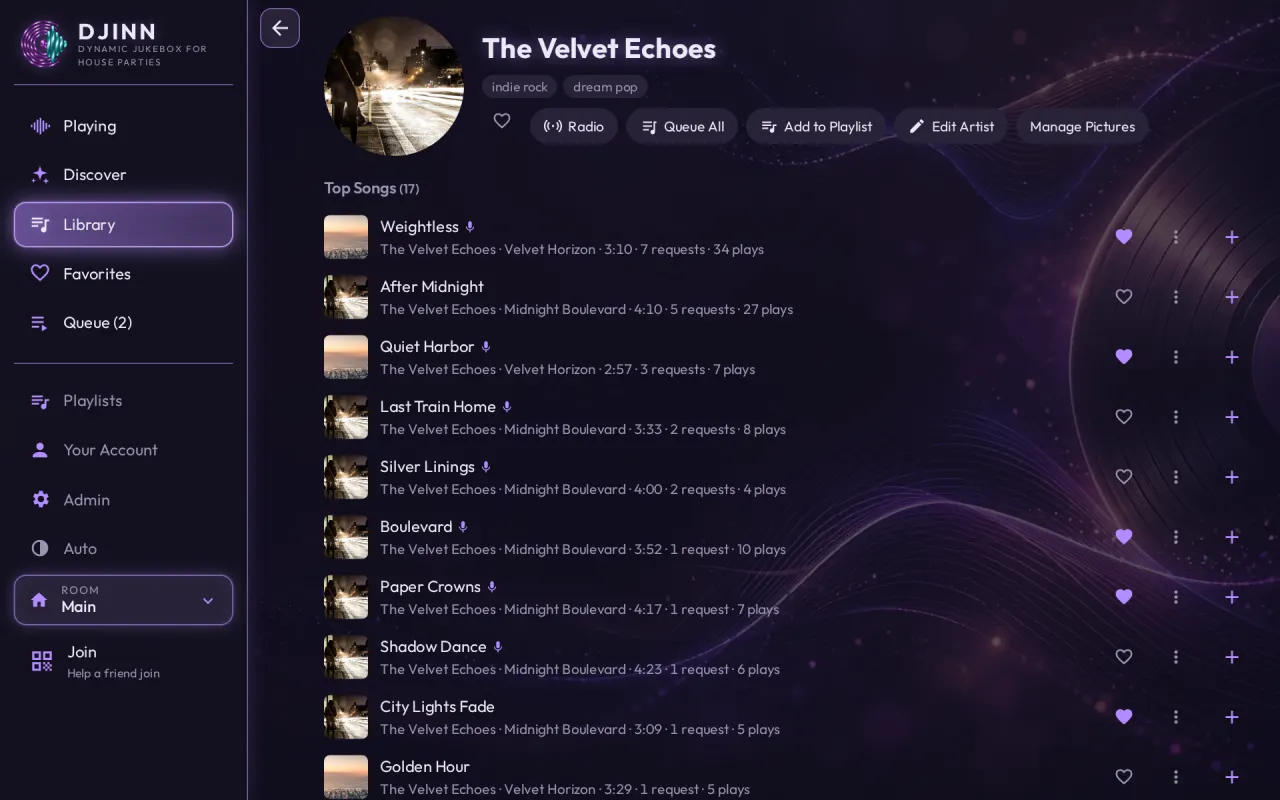 DJINN
DYNAMIC JUKEBOX FOR
HOUSE PARTIES
Playing
Discover
Library
Favorites
Queue (2)
Playlists
Your Account
Admin
Auto
ROOM
Main
Join
Help a friend join
The Velvet Echoes
indie rock
dream pop
Radio
Queue All
Add to Playlist
Edit Artist
Manage Pictures
Top Songs (17)
Weightless
The Velvet Echoes · Velvet Horizon · 3:10 · 7 requests · 34 plays
After Midnight
The Velvet Echoes · Midnight Boulevard · 4:10 · 5 requests · 27 plays
Quiet Harbor
The Velvet Echoes · Velvet Horizon · 2:57 · 3 requests · 7 plays
Last Train Home
The Velvet Echoes · Midnight Boulevard · 3:33 · 2 requests · 8 plays
Silver Linings
The Velvet Echoes · Midnight Boulevard · 4:00 · 2 requests · 4 plays
Boulevard
The Velvet Echoes · Midnight Boulevard · 3:52 · 1 request · 10 plays
Paper Crowns
The Velvet Echoes · Midnight Boulevard · 4:17 · 1 request · 7 plays
Shadow Dance
The Velvet Echoes · Midnight Boulevard · 4:23 · 1 request · 6 plays
City Lights Fade
The Velvet Echoes · Midnight Boulevard · 3:09 · 1 request · 5 plays
Golden Hour
The Velvet Echoes · Velvet Horizon · 3:29 · 1 request · 5 plays